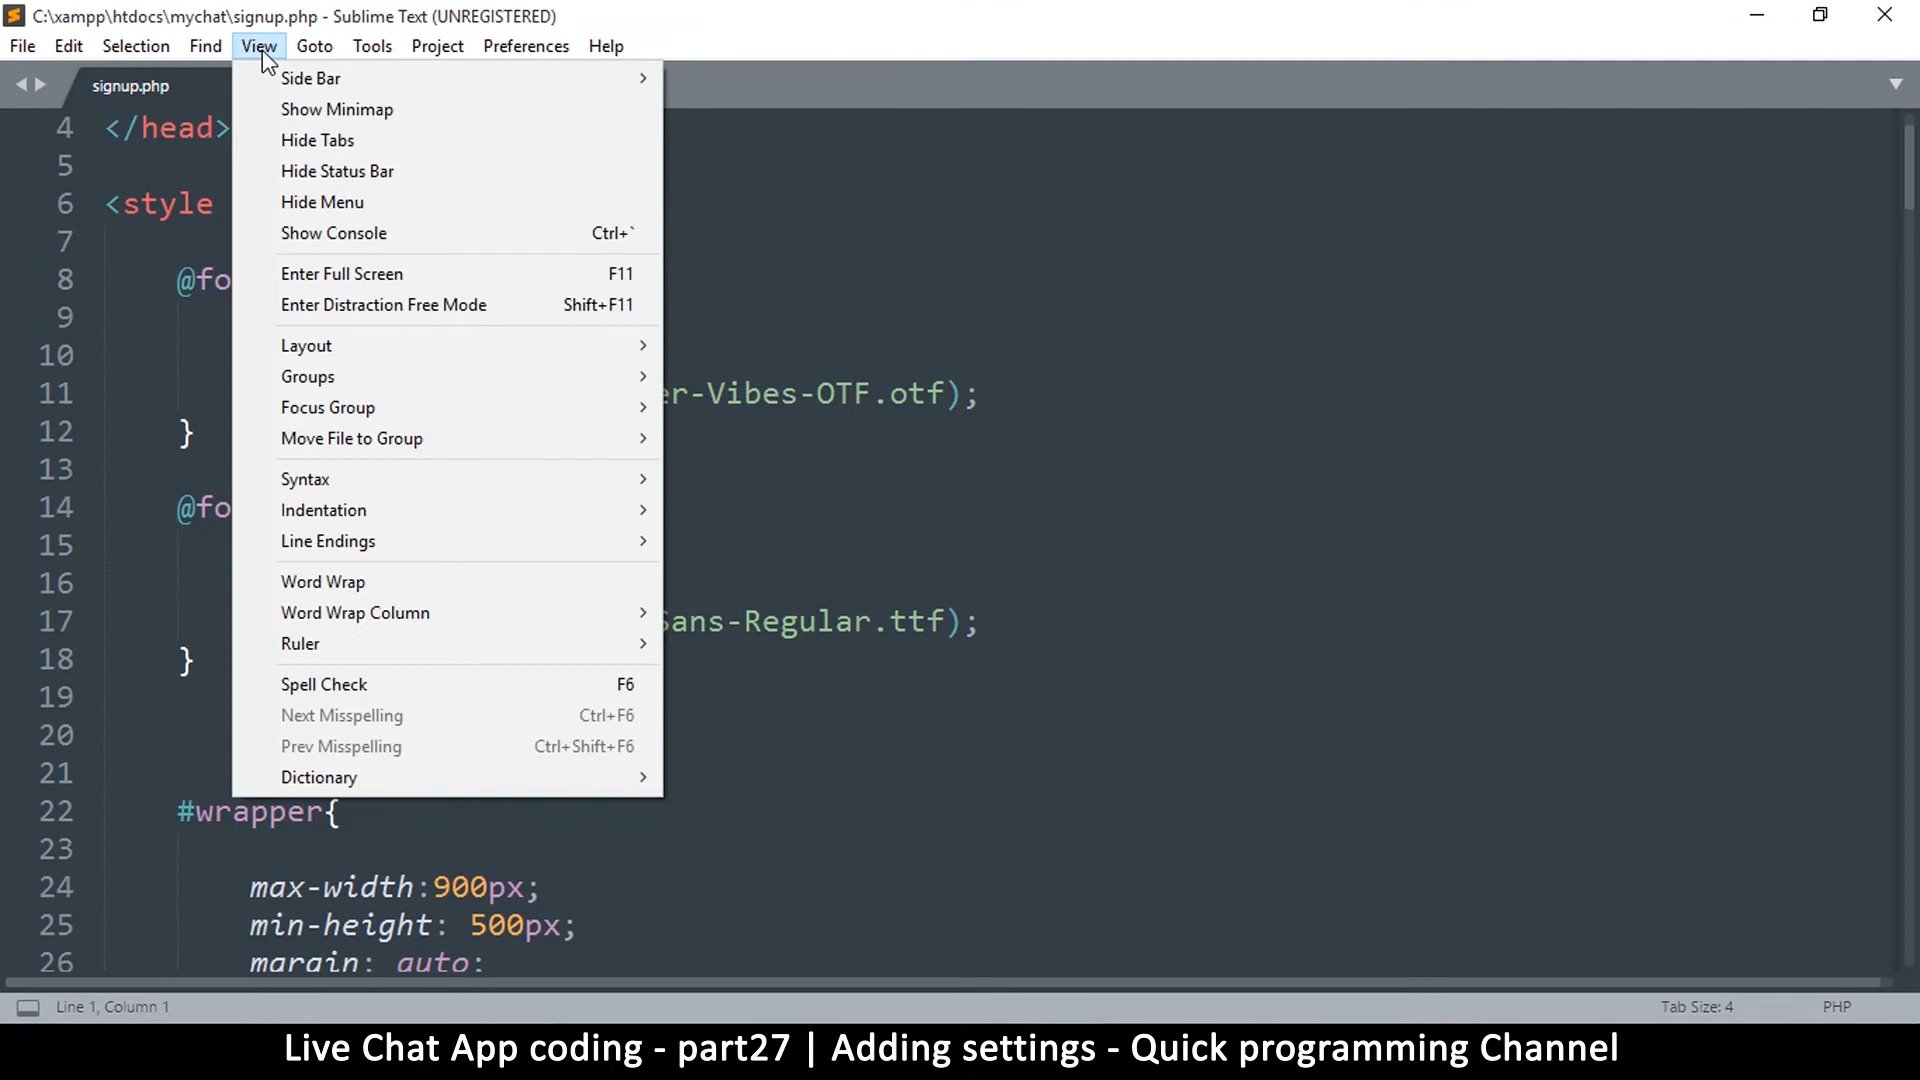 C:\xampp\htdocs\mychat\signup.php - Sublime Text (UNREGISTERED)
File Edit Selection Find View Goto Tools Project Preferences Help
signup.php
Side Bar
Show Minimap
Hide Tabs
Hide Status Bar
Hide Menu
Show Console Ctrl+`
Enter Full Screen F11
Enter Distraction Free Mode Shift+F11
Layout
Groups
Focus Group
Move File to Group
Syntax
Indentation
Line Endings
Word Wrap
Word Wrap Column
Ruler
Spell Check F6
Next Misspelling Ctrl+F6
Prev Misspelling Ctrl+Shift+F6
Dictionary
4 </head>
5
6 <style
7
8 @fo
9
10
11 er-Vibes-OTF.otf);
12 }
13
14 @fo
15
16
17 Sans-Regular.ttf);
18 }
19
20
21
22 #wrapper{
23
24 max-width:900px;
25 min-height: 500px;
26 margin: auto;
Line 1, Column 1
Tab Size: 4
PHP
Live Chat App coding - part27 | Adding settings - Quick programming Channel